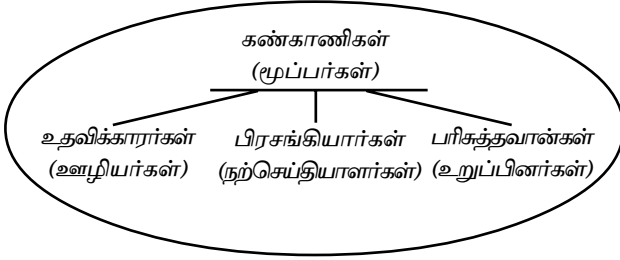 கண்காணிகள்
(மூப்பர்கள்)
உதவிக்காரர்கள் பிரசங்கியார்கள் பரிசுத்தவான்கள்
(ஊழியர்கள்) (நற்செய்தியாளர்கள்) (உறுப்பினர்கள்)